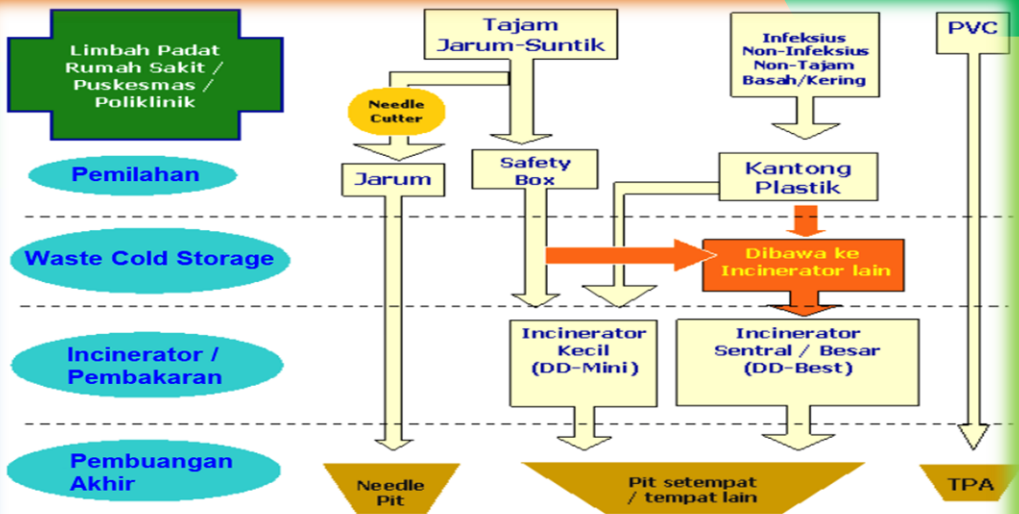 Limbah Padat
Rumah Sakit /
Puskesmas /
Poliklinik
Tajam
Jarum-Suntik
Infeksius
Non-Infeksius
Non-Tajam
Basah/Kering
PVC
Needle
Cutter
Pemilahan
Jarum
Safety
Box
Kantong
Plastik
Waste Cold Storage
Dibawa ke
Incinerator lain
Incinerator /
Pembakaran
Incinerator
Kecil
(DD-Mini)
Incinerator
Sentral / Besar
(DD-Best)
Pembuangan
Akhir
Needle
Pit
Pit setempat
/ tempat lain
TPA